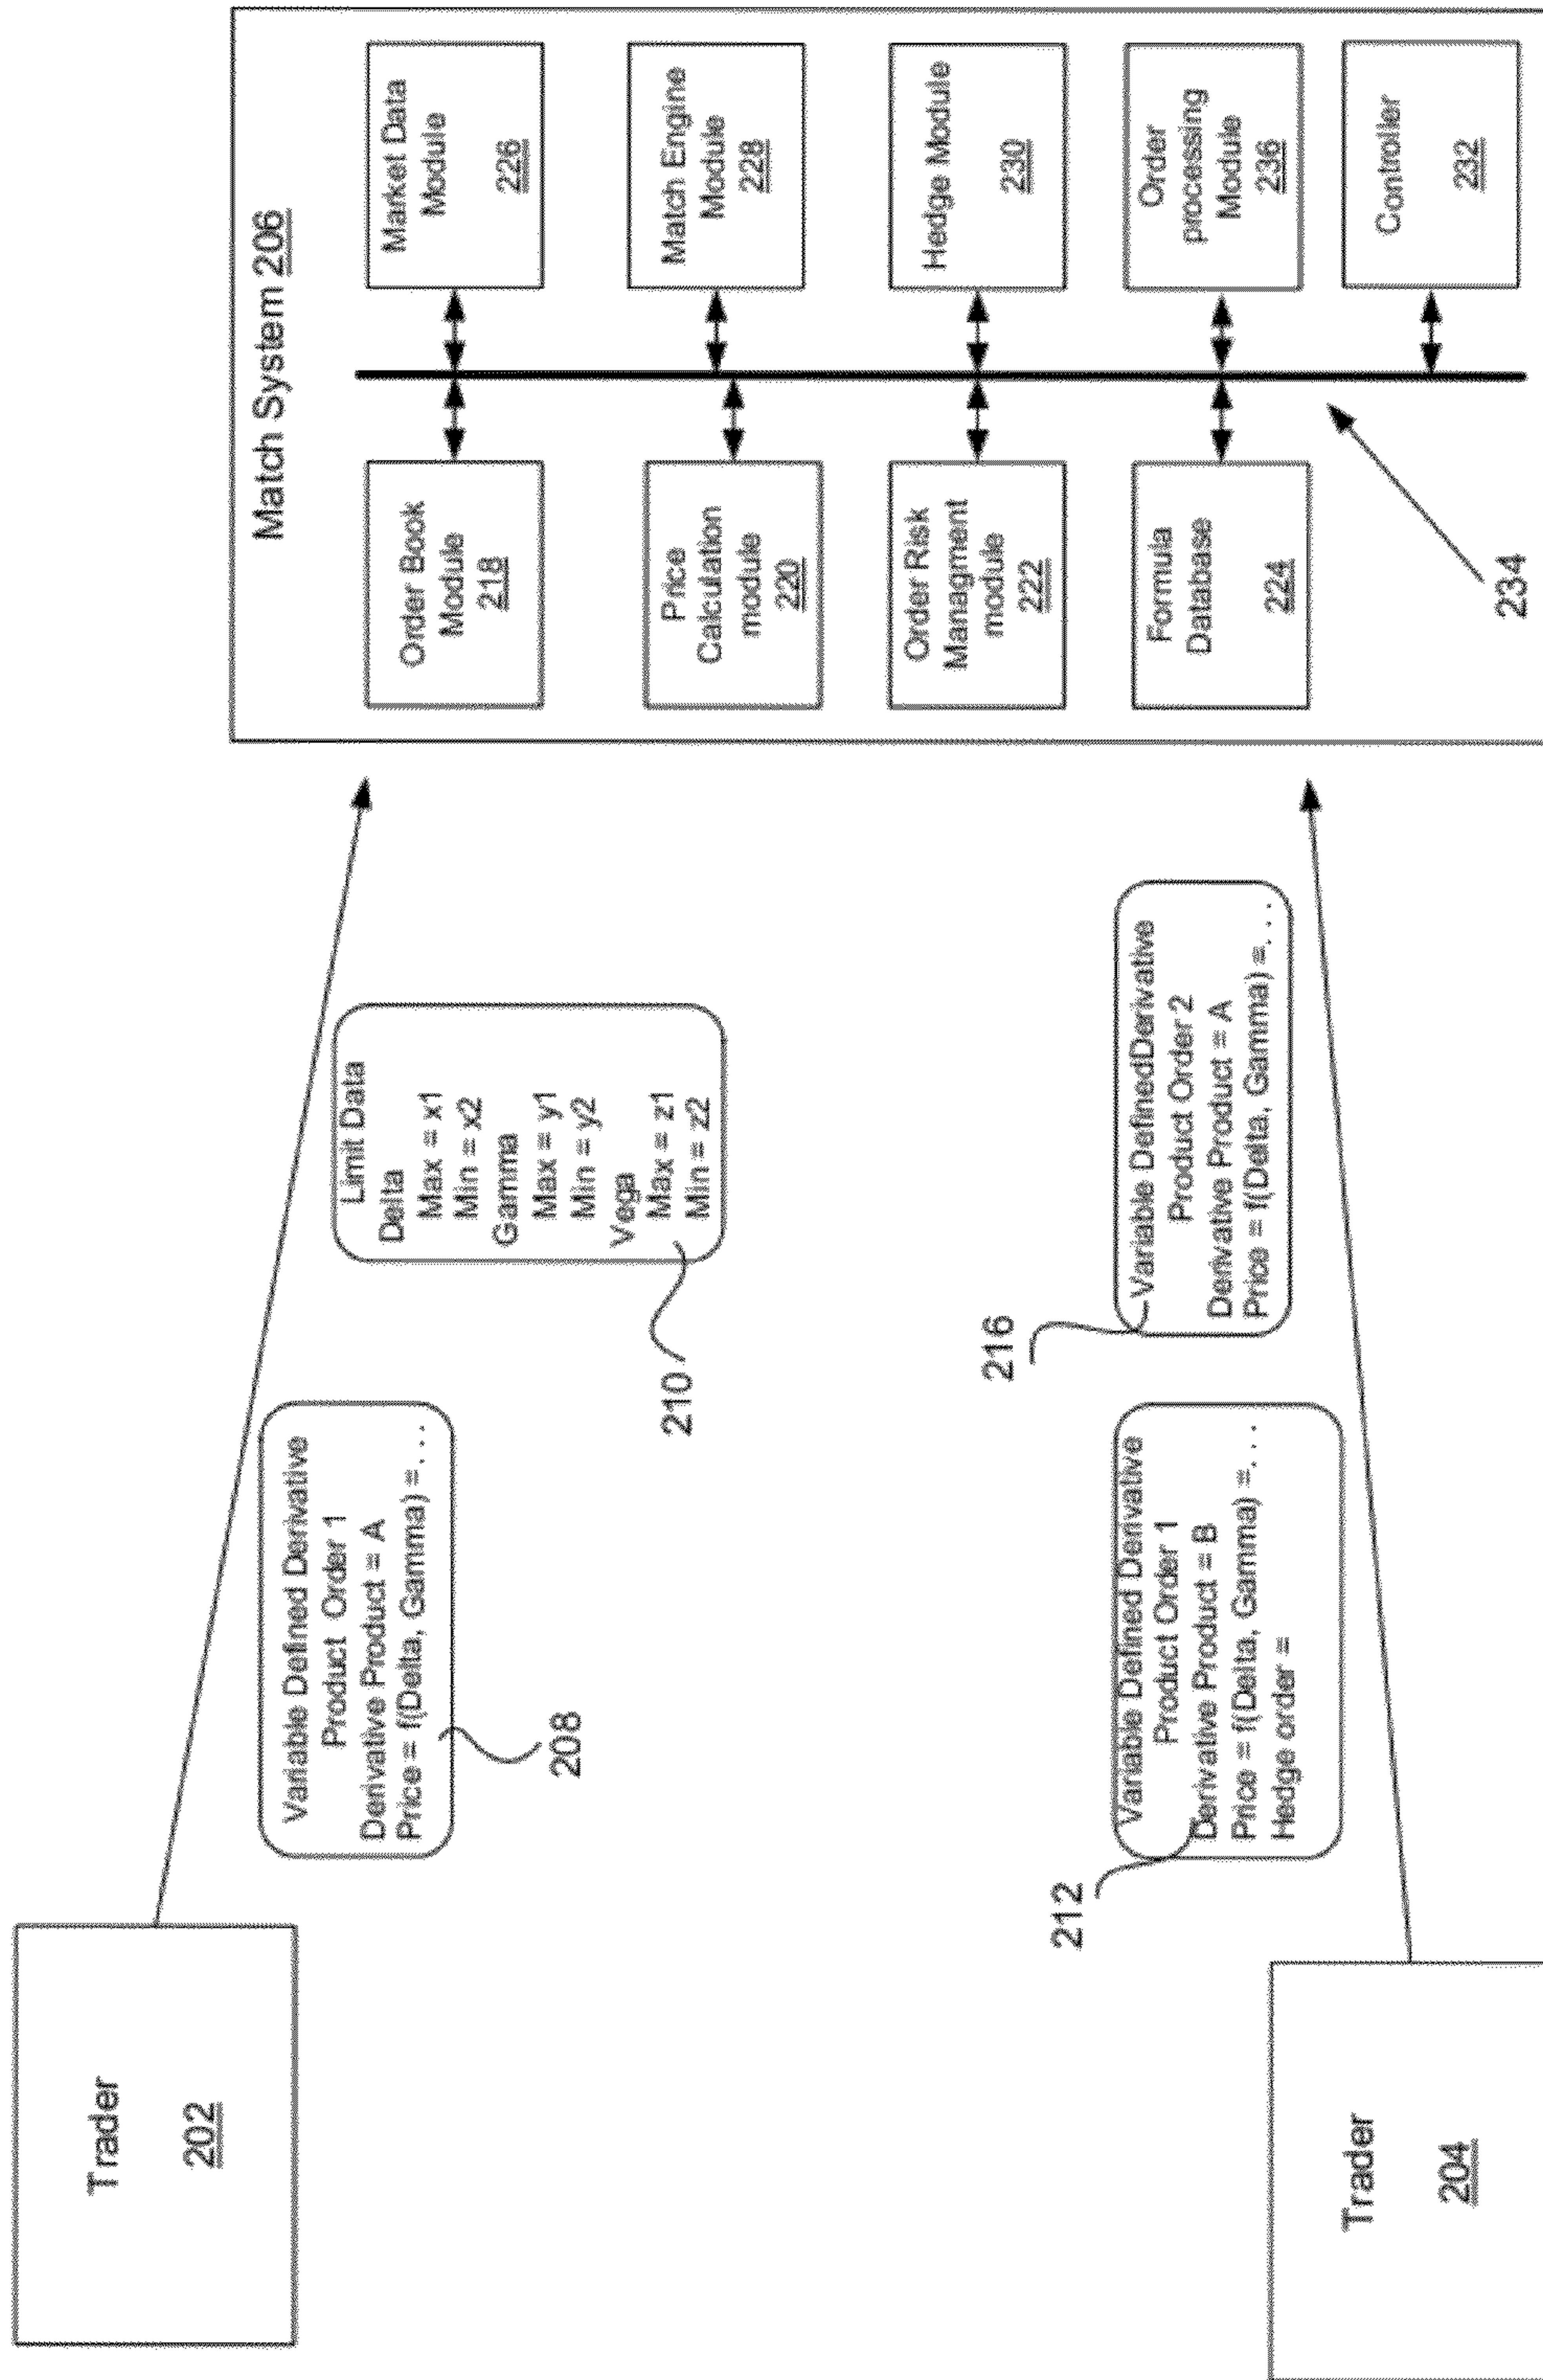 Trader
202
Variable Defined Derivative
Product Order 1
Derivative Product = A
Price = f(Delta, Gamma) =. . .
208
Limit Data
Delta
Max = x1
Min = x2
Gamma
Max = y1
Min = y2
Vega
Max = z1
Min = z2
210
Trader
204
Variable Defined Derivative
Product Order 1
Derivative Product = B
Price = f(Delta, Gamma) =. . .
Hedge order =
212
Variable DefinedDerivative
Product Order 2
Derivative Product = A
Price = f(Delta, Gamma) =. . .
216
Match System 206
Order Book
Module
218
Price
Calculation
module
220
Order Risk
Managment
module
222
Formula
Database
224
Market Data
Module
226
Match Engine
Module
228
Hedge Module
230
Order
processing
Module
236
Controller
232
234